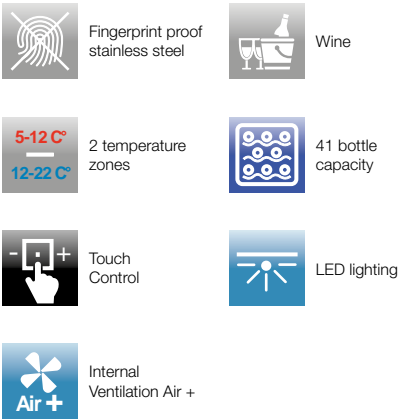 Fingerprint proof
stainless steel
Wine
5-12 C°
12-22 C°
2 temperature
zones
41 bottle
capacity
- +
Touch
Control
LED lighting
Air +
Internal
Ventilation Air +